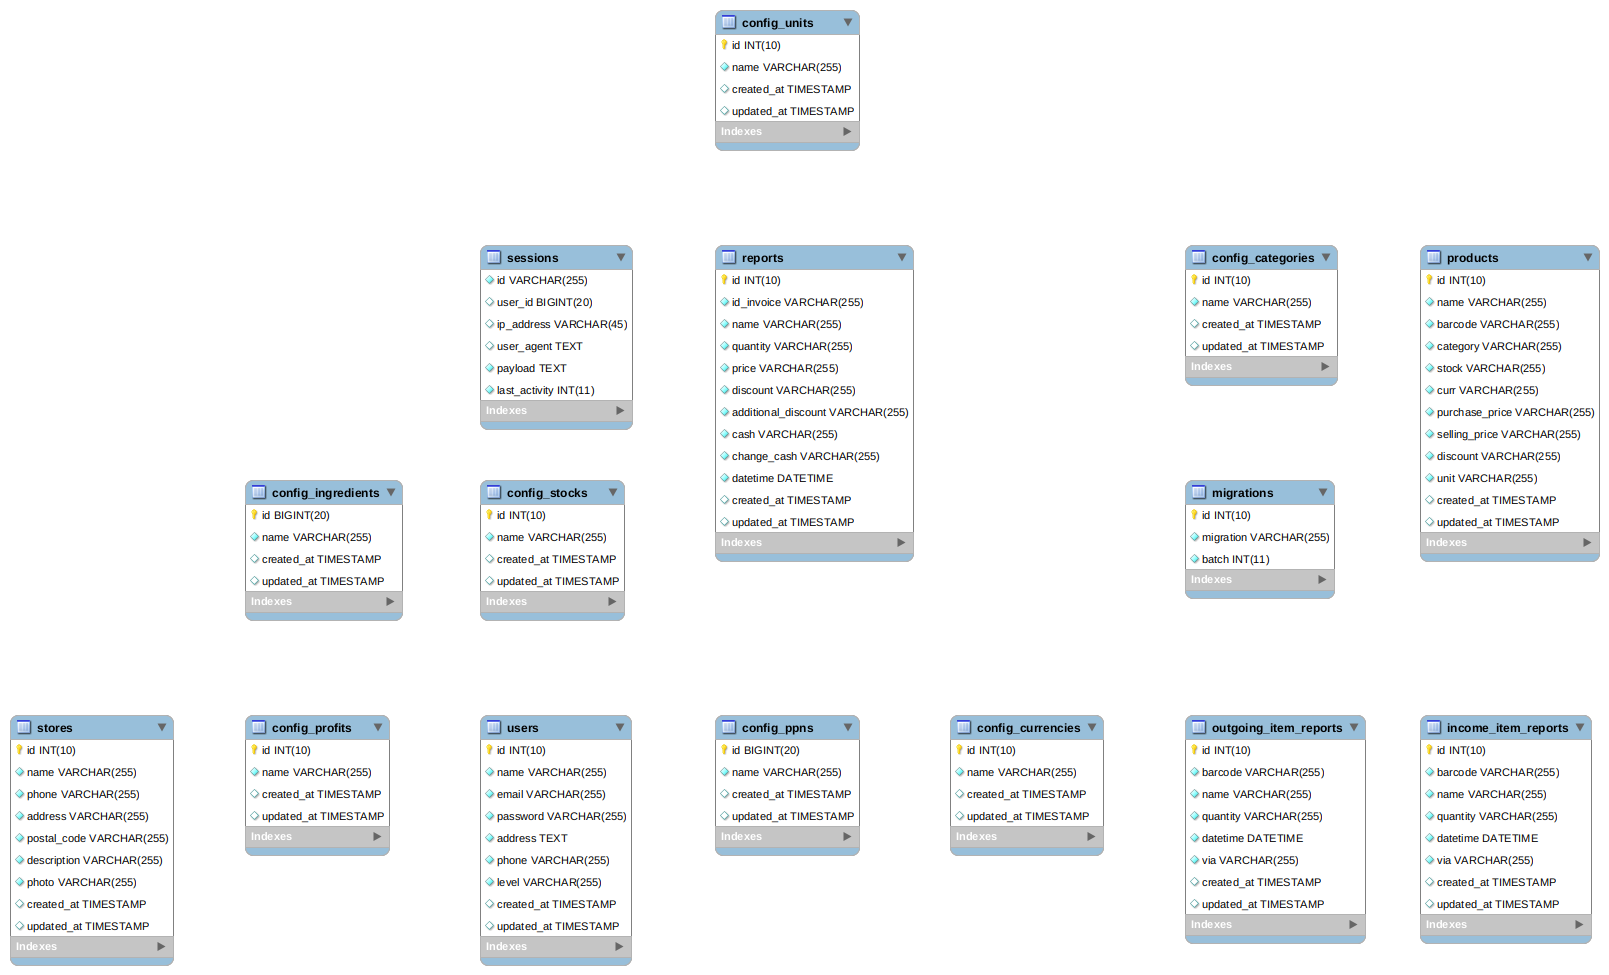 config_units
id INT(10)
name VARCHAR(255)
created_at TIMESTAMP
updated_at TIMESTAMP
Indexes
sessions
id VARCHAR(255)
user_id BIGINT(20)
ip_address VARCHAR(45)
user_agent TEXT
payload TEXT
last_activity INT(11)
Indexes
reports
id INT(10)
id_invoice VARCHAR(255)
name VARCHAR(255)
quantity VARCHAR(255)
price VARCHAR(255)
discount VARCHAR(255)
additional_discount VARCHAR(255)
cash VARCHAR(255)
change_cash VARCHAR(255)
datetime DATETIME
created_at TIMESTAMP
updated_at TIMESTAMP
Indexes
config_categories
id INT(10)
name VARCHAR(255)
created_at TIMESTAMP
updated_at TIMESTAMP
Indexes
products
id INT(10)
name VARCHAR(255)
barcode VARCHAR(255)
category VARCHAR(255)
stock VARCHAR(255)
curr VARCHAR(255)
purchase_price VARCHAR(255)
selling_price VARCHAR(255)
discount VARCHAR(255)
unit VARCHAR(255)
created_at TIMESTAMP
updated_at TIMESTAMP
Indexes
config_ingredients
id BIGINT(20)
name VARCHAR(255)
created_at TIMESTAMP
updated_at TIMESTAMP
Indexes
config_stocks
id INT(10)
name VARCHAR(255)
created_at TIMESTAMP
updated_at TIMESTAMP
Indexes
migrations
id INT(10)
migration VARCHAR(255)
batch INT(11)
Indexes
stores
id INT(10)
name VARCHAR(255)
phone VARCHAR(255)
address VARCHAR(255)
postal_code VARCHAR(255)
description VARCHAR(255)
photo VARCHAR(255)
created_at TIMESTAMP
updated_at TIMESTAMP
Indexes
config_profits
id INT(10)
name VARCHAR(255)
created_at TIMESTAMP
updated_at TIMESTAMP
Indexes
users
id INT(10)
name VARCHAR(255)
email VARCHAR(255)
password VARCHAR(255)
address TEXT
phone VARCHAR(255)
level VARCHAR(255)
created_at TIMESTAMP
updated_at TIMESTAMP
Indexes
config_ppns
id BIGINT(20)
name VARCHAR(255)
created_at TIMESTAMP
updated_at TIMESTAMP
Indexes
config_currencies
id INT(10)
name VARCHAR(255)
created_at TIMESTAMP
updated_at TIMESTAMP
Indexes
outgoing_item_reports
id INT(10)
barcode VARCHAR(255)
name VARCHAR(255)
quantity VARCHAR(255)
datetime DATETIME
via VARCHAR(255)
created_at TIMESTAMP
updated_at TIMESTAMP
Indexes
income_item_reports
id INT(10)
barcode VARCHAR(255)
name VARCHAR(255)
quantity VARCHAR(255)
datetime DATETIME
via VARCHAR(255)
created_at TIMESTAMP
updated_at TIMESTAMP
Indexes